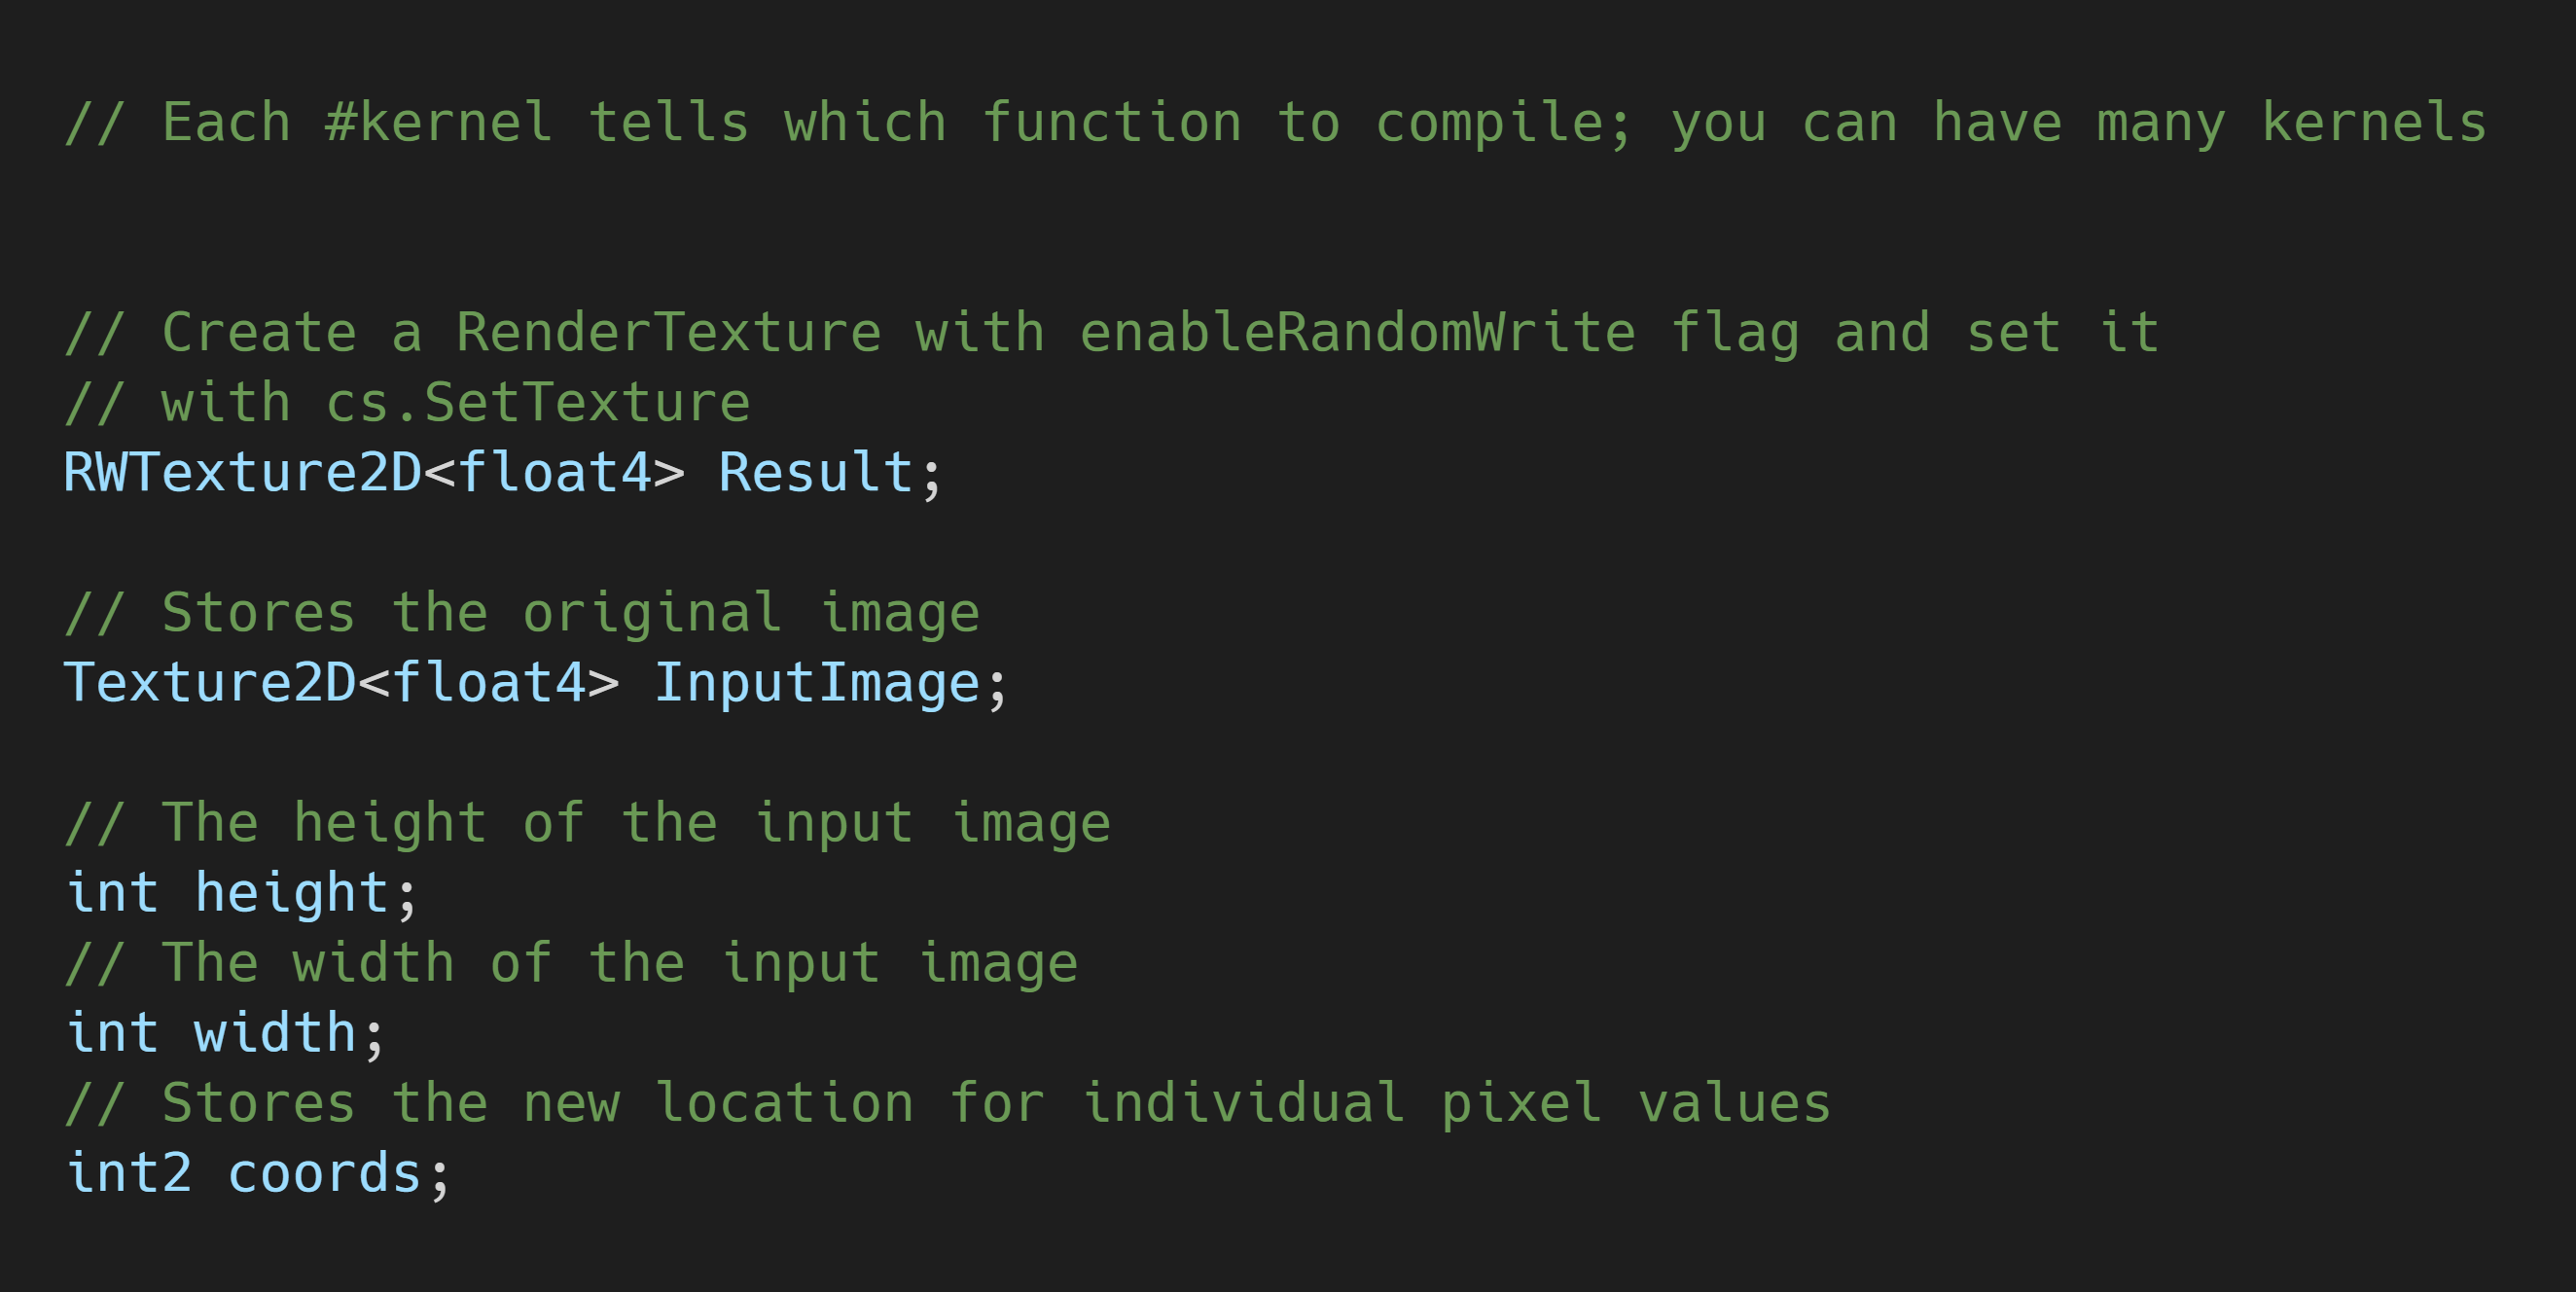 // Each #kernel tells which function to compile; you can have many kernels
// Create a RenderTexture with enableRandomWrite flag and set it
// with cs.SetTexture
RWTexture2D<float4> Result;
// Stores the original image
Texture2D<float4> InputImage;
// The height of the input image
int height;
// The width of the input image
int width;
// Stores the new location for individual pixel values
int2 coords;